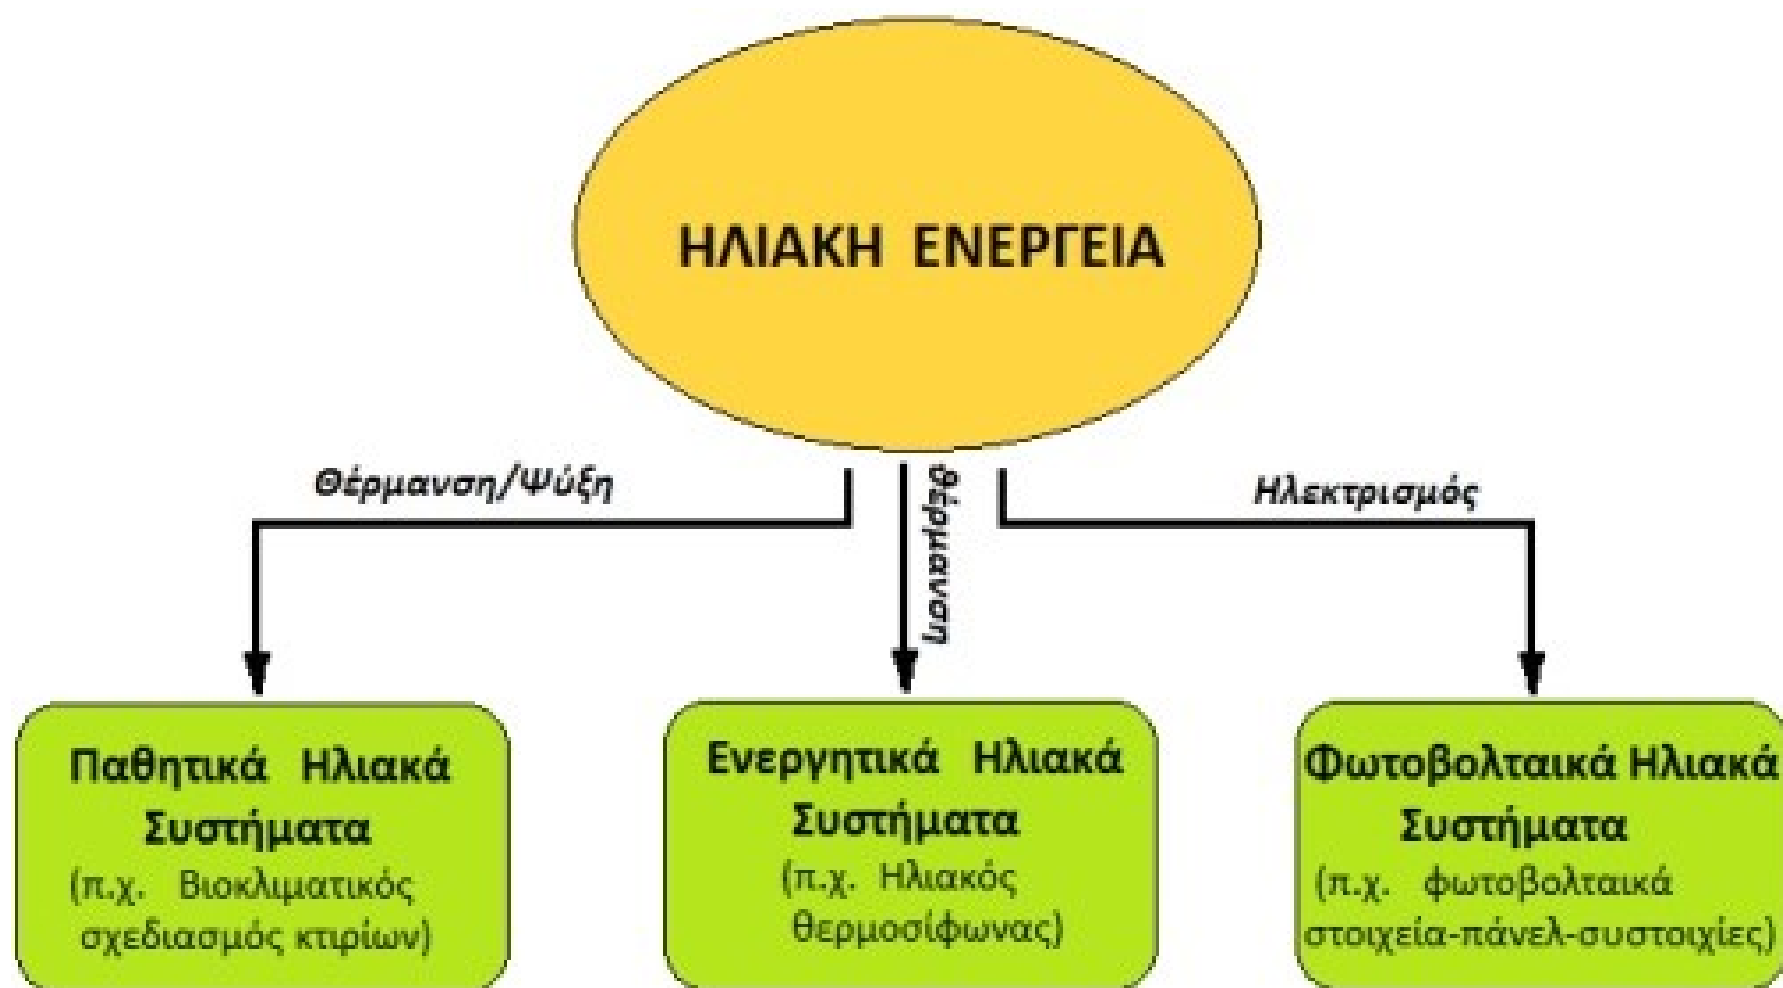 ΗΛΙΑΚΗ ΕΝΕΡΓΕΙΑ
Θέρμανση/Ψύξη
Θέρμανση
Ηλεκτρισμός
Παθητικά Ηλιακά
Συστήματα
(π.χ. Βιοκλιματικός
σχεδιασμός κτιρίων)
Ενεργητικά Ηλιακά
Συστήματα
(π.χ. Ηλιακός
θερμοσίφωνας)
Φωτοβολταικά Ηλιακά
Συστήματα
(π.χ. φωτοβολταικά
στοιχεία-πάνελ-συστοιχίες)